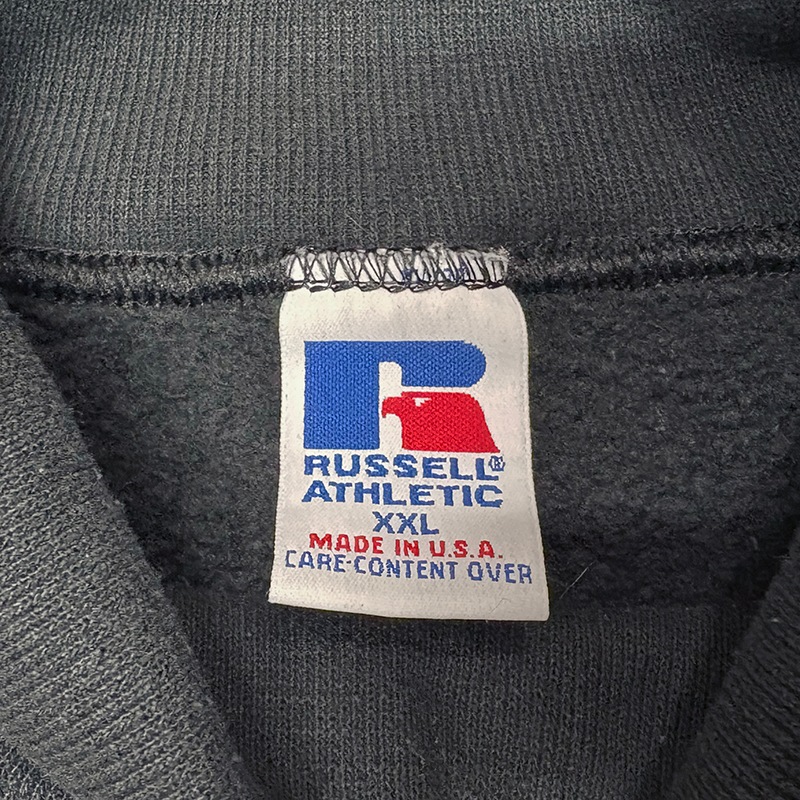 RUSSELL®
ATHLETIC
XXL
MADE IN U.S.A.
CARE-CONTENT OVER